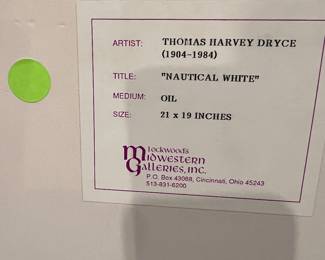 ARTIST: THOMAS HARVEY DRYCE
(1904-1984)
TITLE: "NAUTICAL WHITE"
MEDIUM: OIL
SIZE: 21 x 19 INCHES
Lockwood's
Midwestern
Galleries, Inc.
P.O. Box 43068, Cincinnati, Ohio 45243
513-831-6200